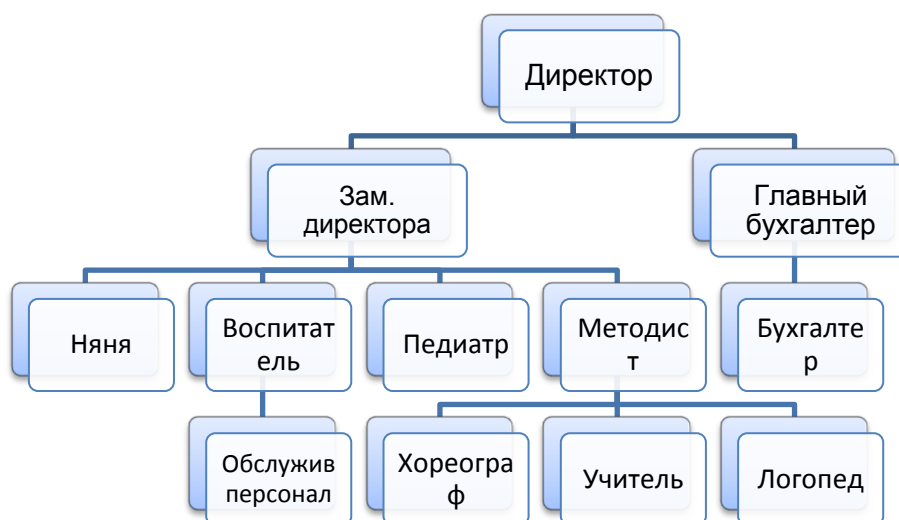 Директор
Зам.
директора
Главный
бухгалтер
Няня
Воспитат
ель
Педиатр
Методис
т
Бухгалте
р
Обслужив
персонал
Хореогра
ф
Учитель
Логопед